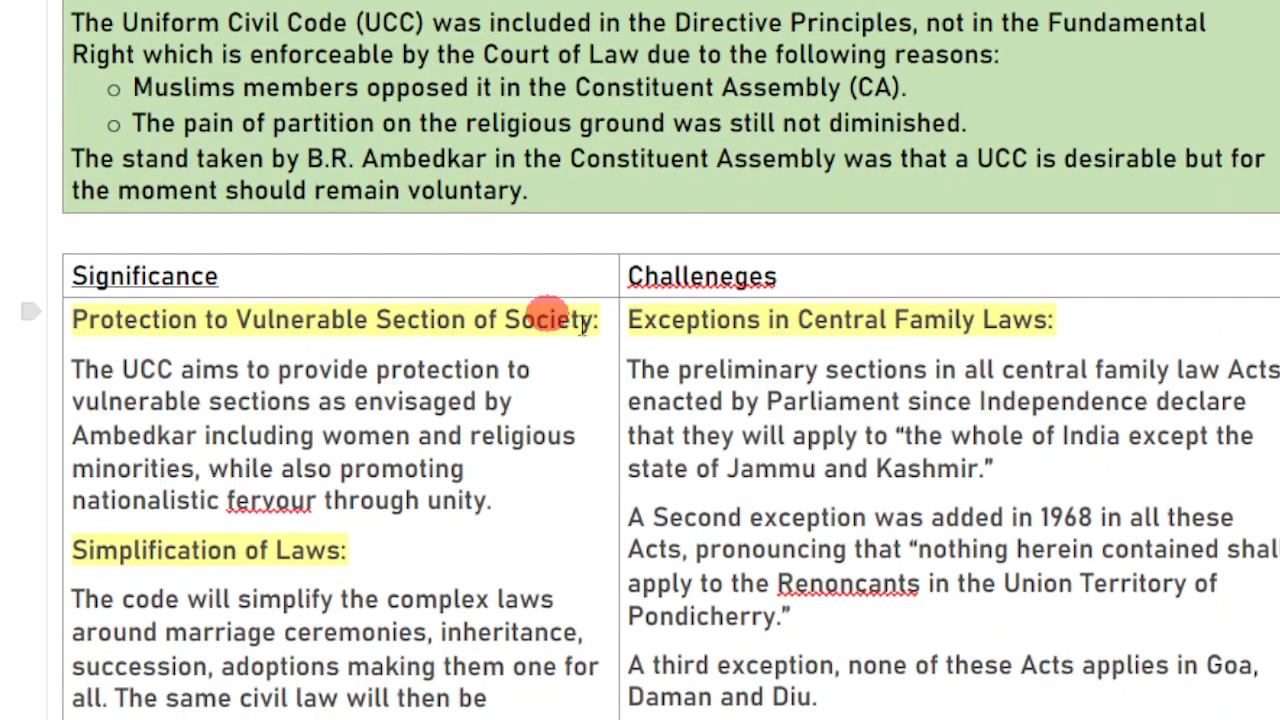 The Uniform Civil Code (UCC) was included in the Directive Principles, not in the Fundamental
Right which is enforceable by the Court of Law due to the following reasons:
○ Muslims members opposed it in the Constituent Assembly (CA).
○ The pain of partition on the religious ground was still not diminished.
The stand taken by B.R. Ambedkar in the Constituent Assembly was that a UCC is desirable but for
the moment should remain voluntary.
Significance
Protection to Vulnerable Section of Society:
The UCC aims to provide protection to
vulnerable sections as envisaged by
Ambedkar including women and religious
minorities, while also promoting
nationalistic fervour through unity.
Simplification of Laws:
The code will simplify the complex laws
around marriage ceremonies, inheritance,
succession, adoptions making them one for
all. The same civil law will then be
Challeneges
Exceptions in Central Family Laws:
The preliminary sections in all central family law Acts
enacted by Parliament since Independence declare
that they will apply to “the whole of India except the
state of Jammu and Kashmir.”
A Second exception was added in 1968 in all these
Acts, pronouncing that “nothing herein contained shall
apply to the Renoncants in the Union Territory of
Pondicherry.”
A third exception, none of these Acts applies in Goa,
Daman and Diu.